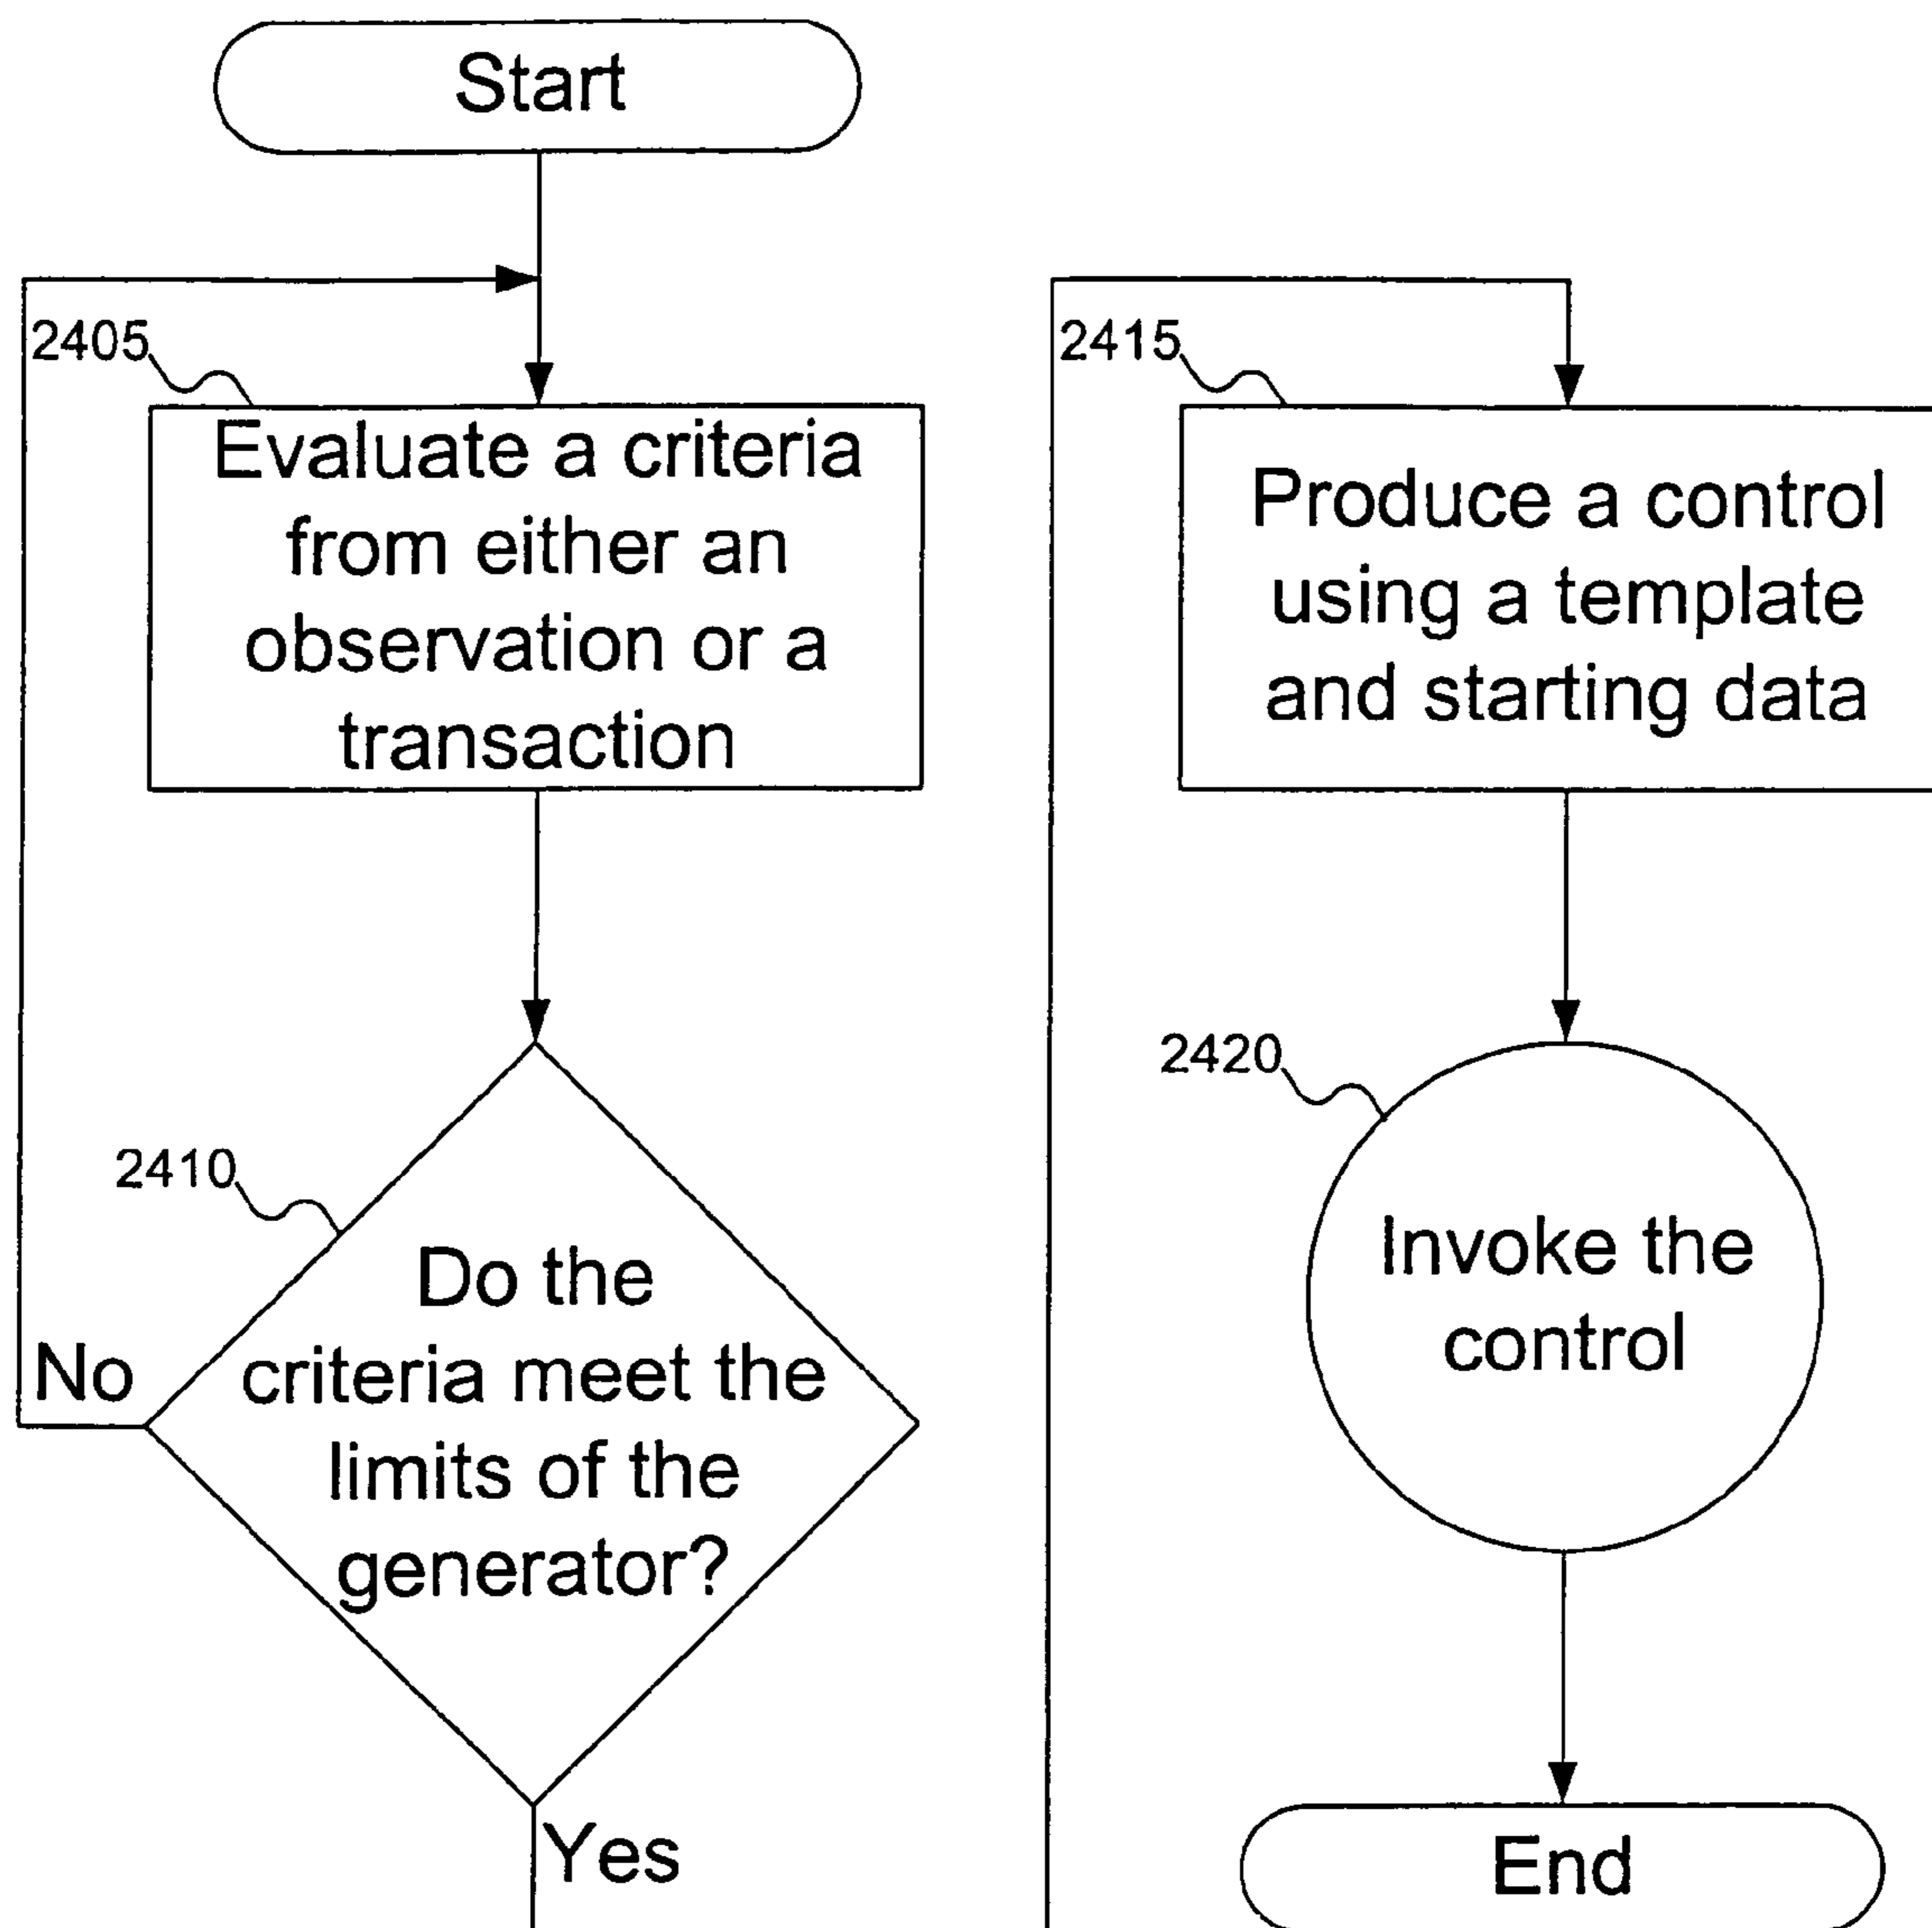 Start
2405
Evaluate a criteria
from either an
observation or a
transaction
2410
Do the
criteria meet the
limits of the
generator?
No
Yes
2415
Produce a control
using a template
and starting data
2420
Invoke the
control
End